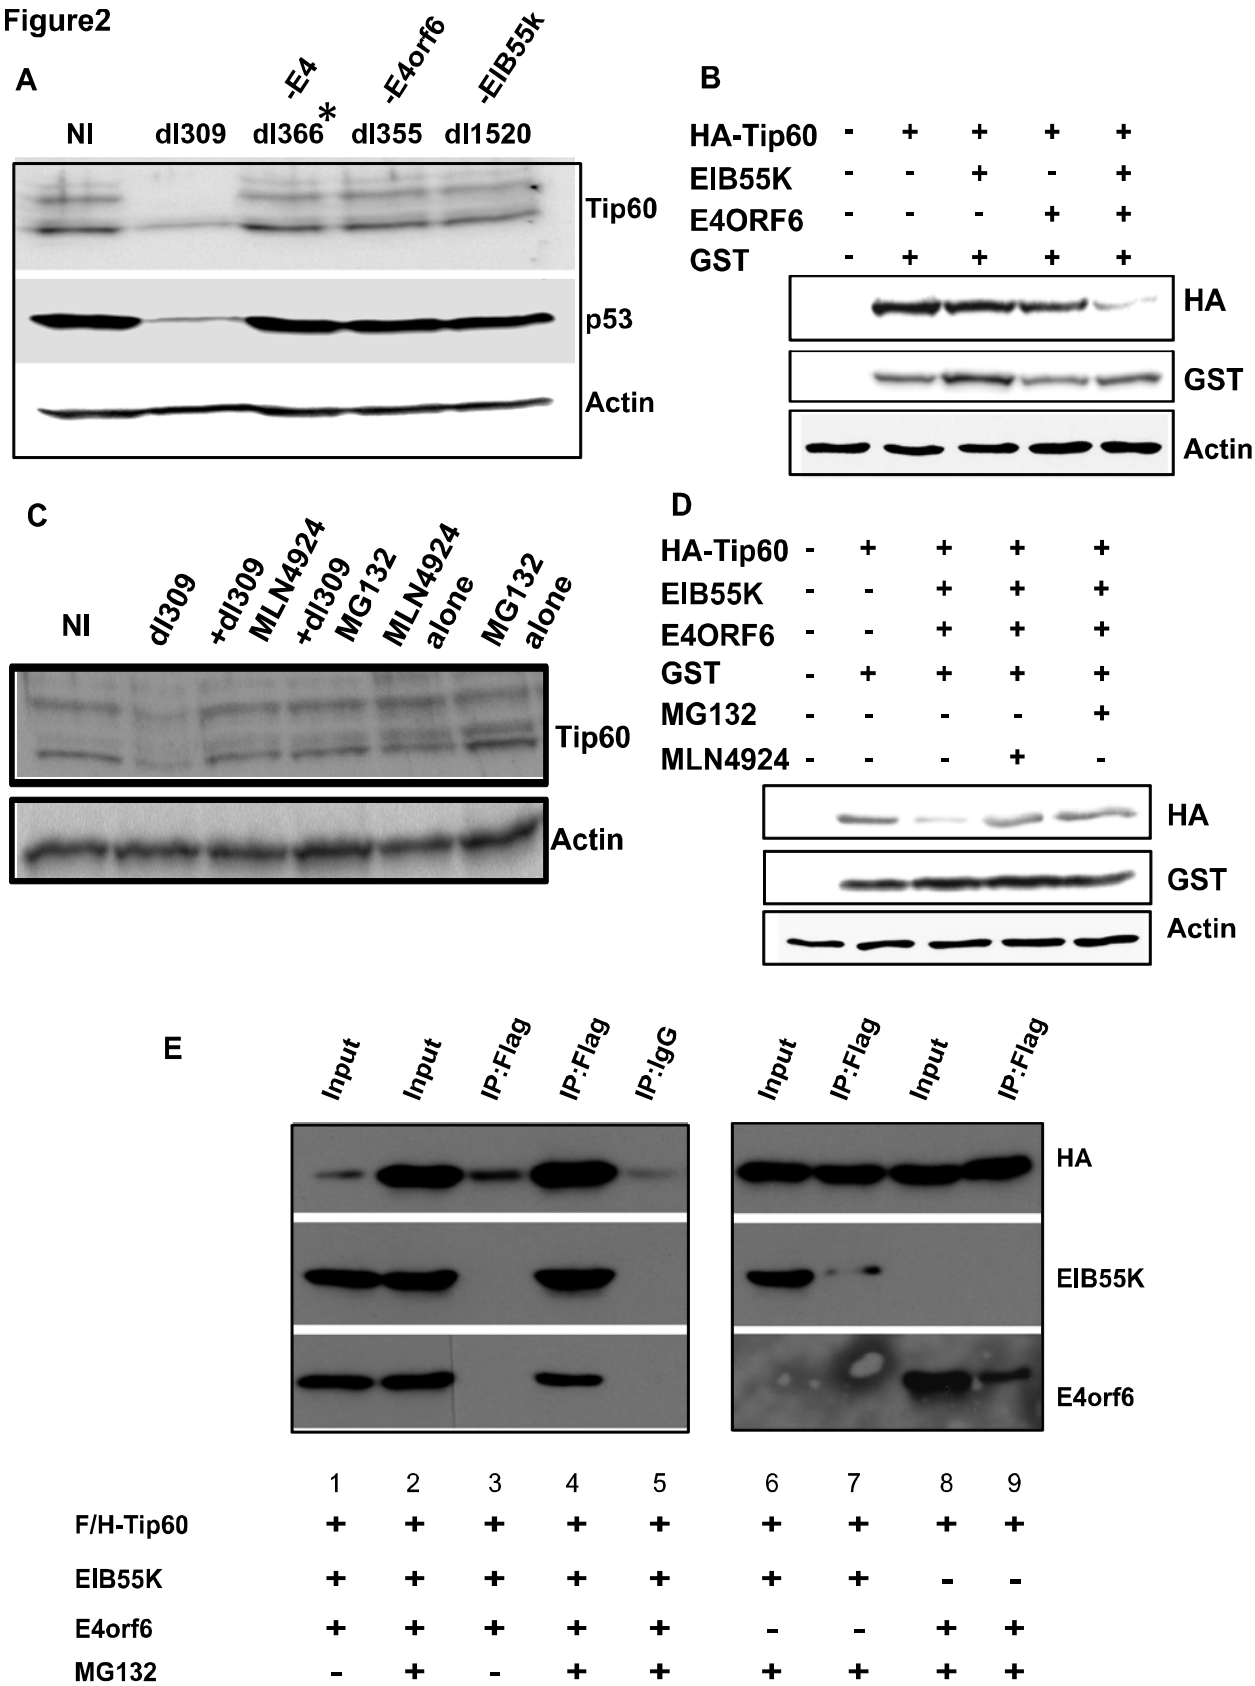 Figure2
A
-E4
-E4orf6
-EIB55k
NI dl309 dl366* dl355 dl1520
Tip60
p53
Actin
B
HA-Tip60 - + + + +
EIB55K - - + - +
E4ORF6 - - - + +
GST - + + + +
HA
GST
Actin
C
NI
dl309
+dl309 MLN4924
+dl309 MG132
MLN4924 alone
MG132 alone
Tip60
Actin
D
HA-Tip60 - + + + +
EIB55K - - + + +
E4ORF6 - - + + +
GST - + + + +
MG132 - - - - +
MLN4924 - - - + -
HA
GST
Actin
E
Input Input IP:Flag IP:Flag IP:IgG Input IP:Flag Input IP:Flag
HA
EIB55K
E4orf6
1 2 3 4 5 6 7 8 9
F/H-Tip60 + + + + + + + + +
EIB55K + + + + + + + - -
E4orf6 + + + + + - - + +
MG132 - + - + + + + + +